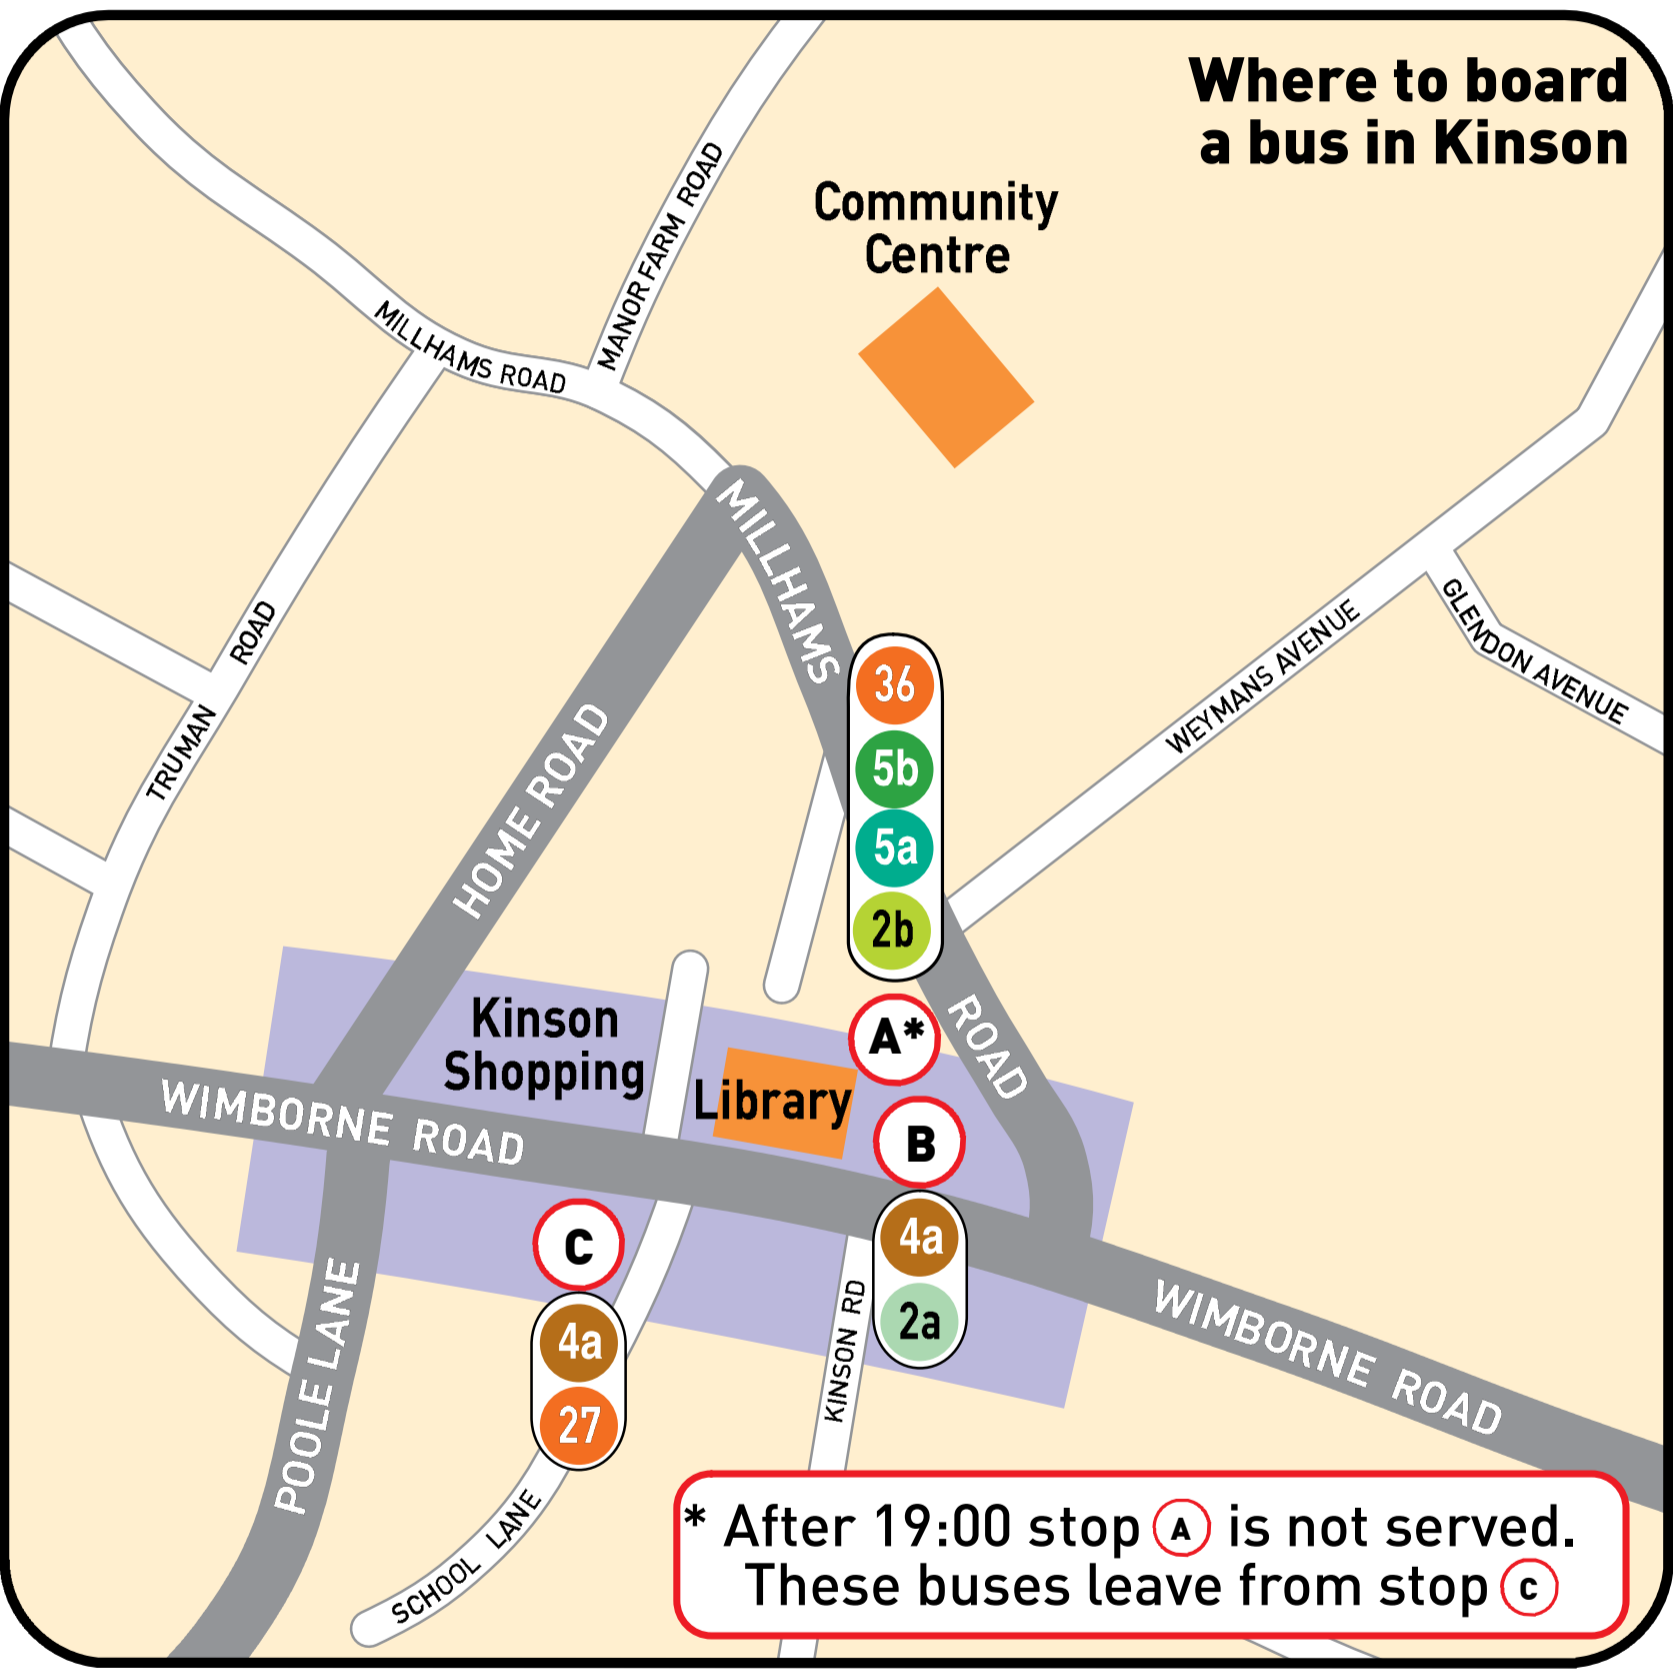 Where to board
a bus in Kinson
Community
Centre
MANOR FARM ROAD
MILLHAMS ROAD
MILLHAMS
ROAD
TRUMAN ROAD
HOME ROAD
WEYMANS AVENUE
GLENDON AVENUE
36
5b
5a
2b
A*
B
4a
2a
Kinson
Shopping
Library
WIMBORNE ROAD
C
4a
27
POOLE LANE
SCHOOL LANE
KINSON RD
WIMBORNE ROAD
* After 19:00 stop A is not served.
These buses leave from stop C